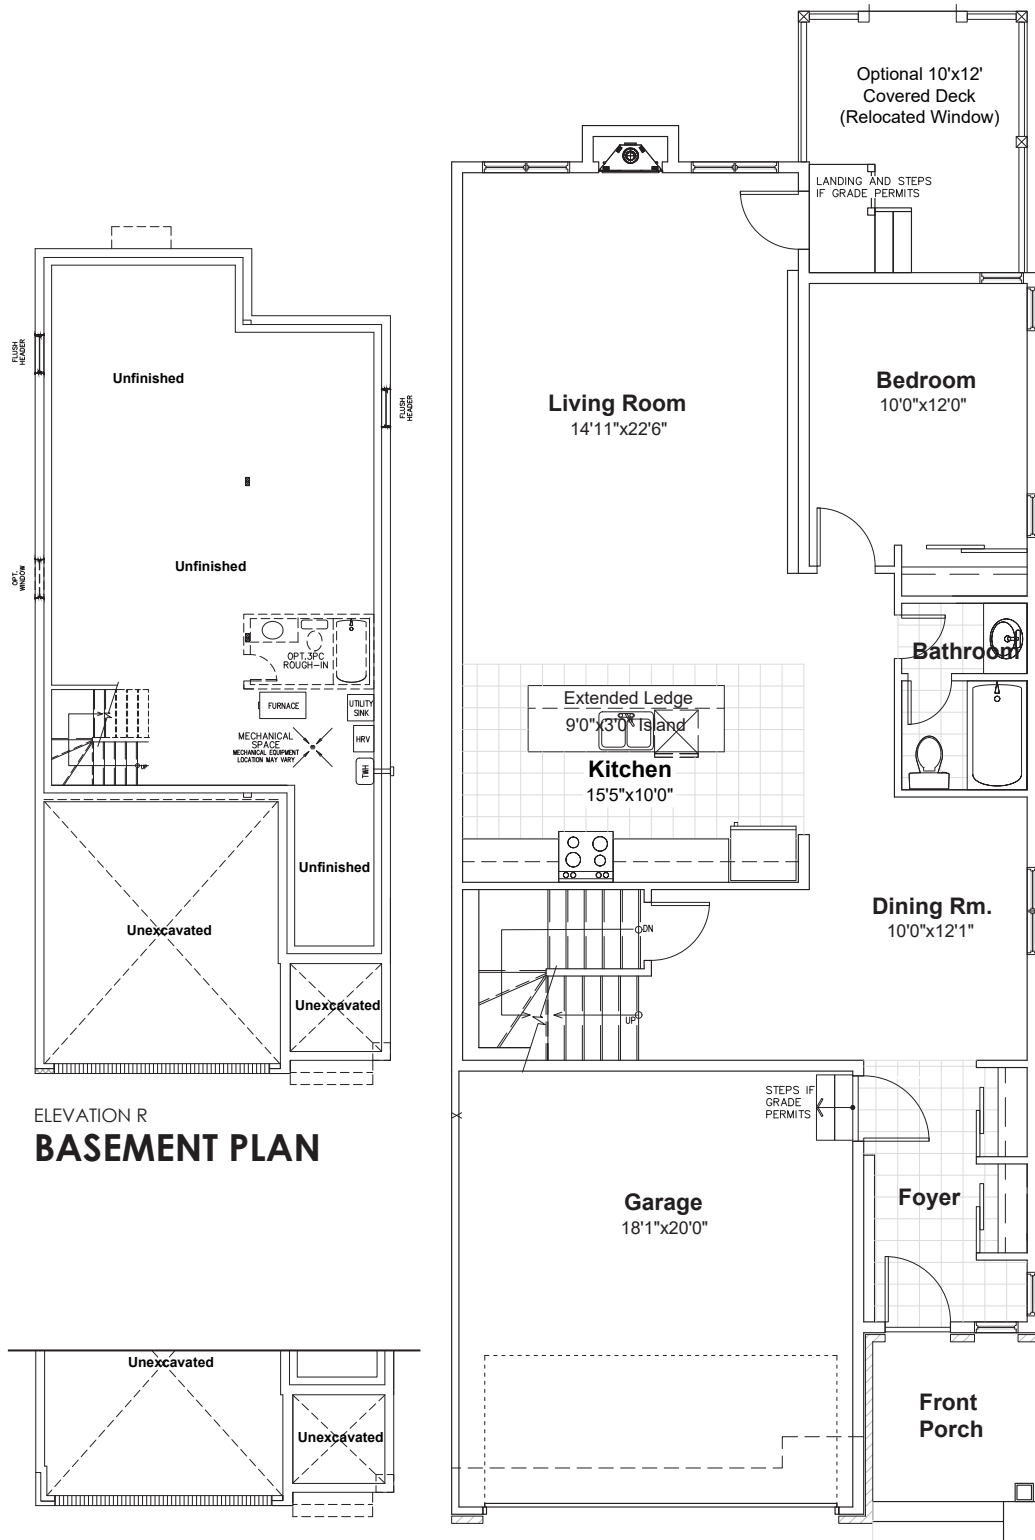 FLUSH
HEADER
Unfinished
FLUSH
HEADER
Unfinished
OPT.
WINDOW
OPT.3PC
ROUGH-IN
FURNACE
UTILITY
SINK
MECHANICAL
SPACE
MECHANICAL EQUIPMENT
LOCATION MAY VARY
HRV
TWH
UP
Unfinished
Unexcavated
Unexcavated
ELEVATION R
BASEMENT PLAN
Unexcavated
Unexcavated
Optional 10'x12'
Covered Deck
(Relocated Window)
LANDING AND STEPS
IF GRADE PERMITS
Living Room
14'11"x22'6"
Bedroom
10'0"x12'0"
Bathroom
Extended Ledge
9'0"x3'0" Island
Kitchen
15'5"x10'0"
Dining Rm.
10'0"x12'1"
DN
UP
STEPS IF
GRADE
PERMITS
Foyer
Garage
18'1"x20'0"
Front
Porch